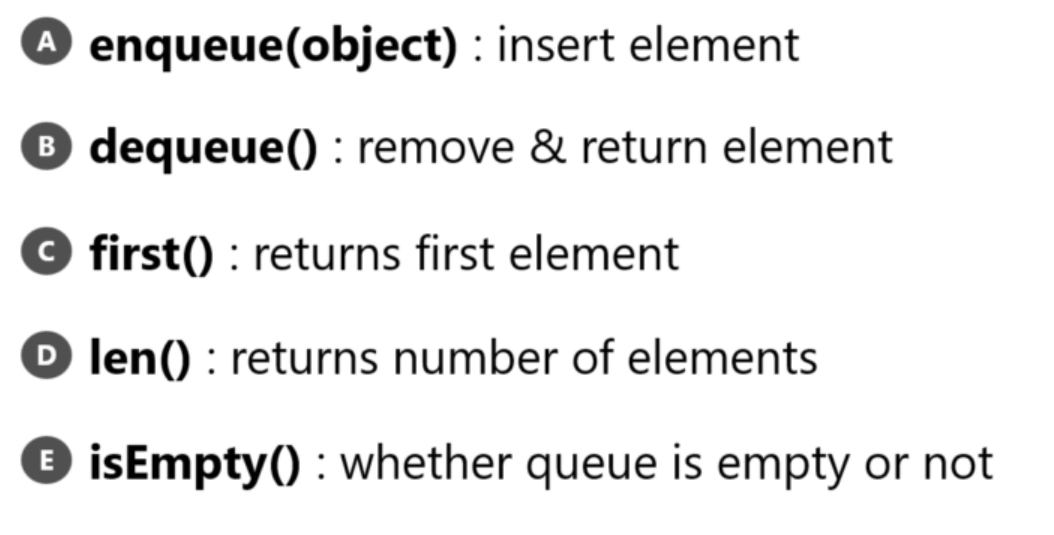 A enqueue(object) : insert element
B dequeue() : remove & return element
C first() : returns first element
D len() : returns number of elements
E isEmpty() : whether queue is empty or not